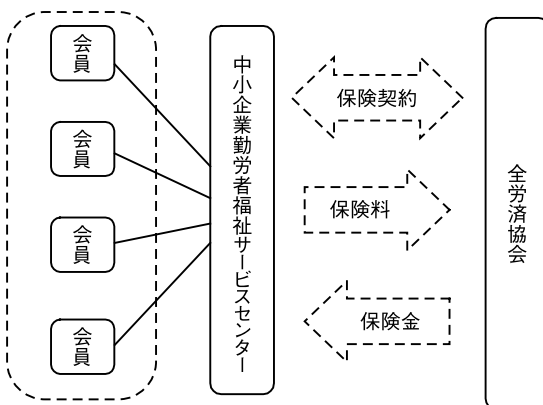 会員
会員
会員
会員
中小企業勤労者福祉サービスセンター
保険契約
保険料
保険金
全労済協会